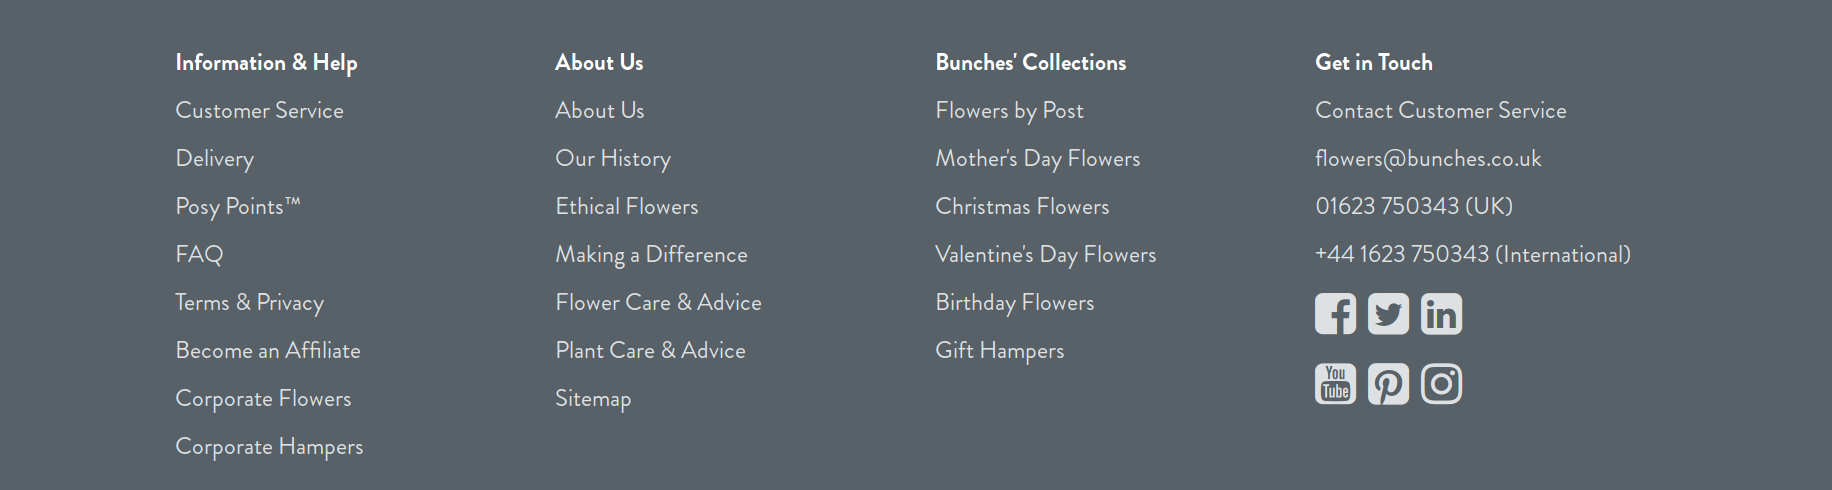 Information & Help
Customer Service
Delivery
Posy Points™
FAQ
Terms & Privacy
Become an Affiliate
Corporate Flowers
Corporate Hampers
About Us
About Us
Our History
Ethical Flowers
Making a Difference
Flower Care & Advice
Plant Care & Advice
Sitemap
Bunches' Collections
Flowers by Post
Mother's Day Flowers
Christmas Flowers
Valentine's Day Flowers
Birthday Flowers
Gift Hampers
Get in Touch
Contact Customer Service
flowers@bunches.co.uk
01623 750343 (UK)
+44 1623 750343 (International)
You
Tube